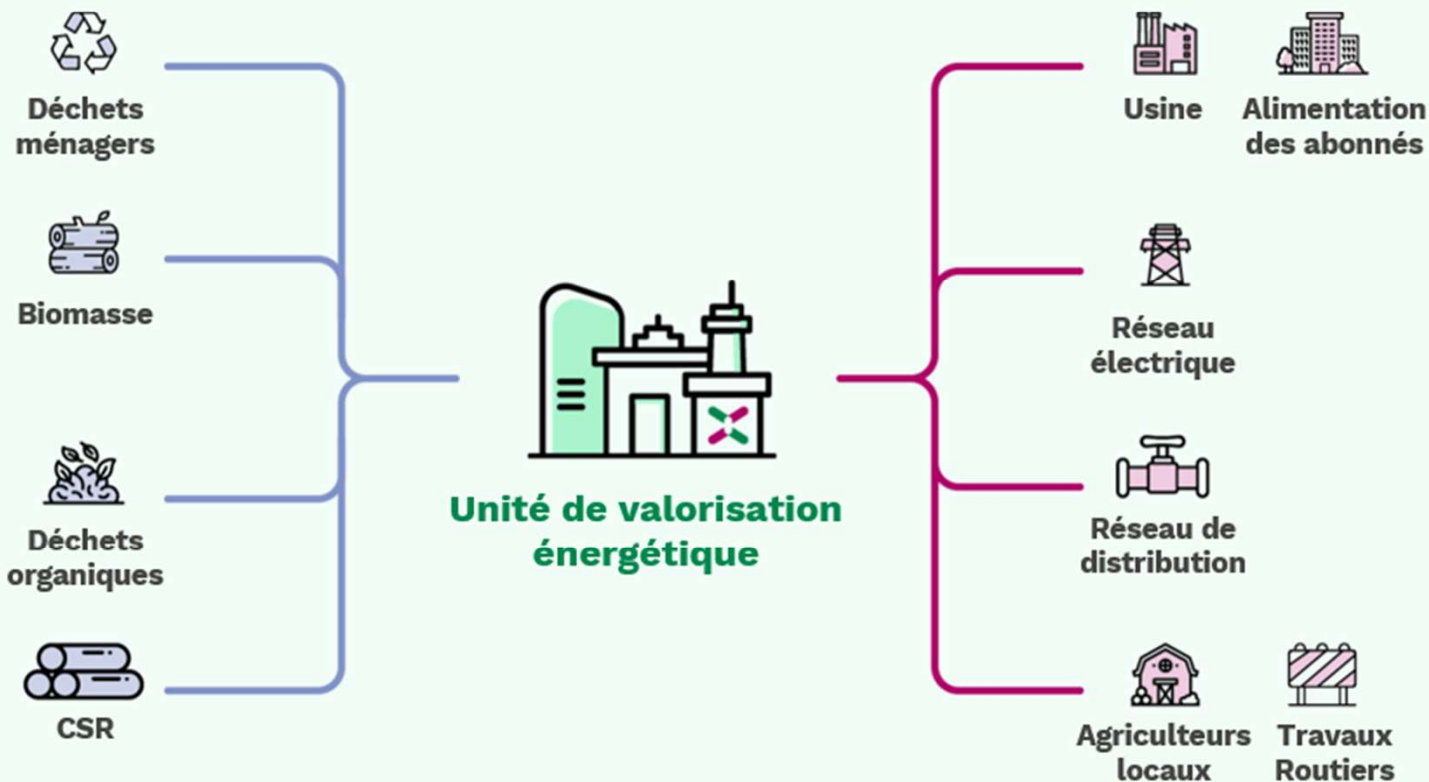 Déchets
ménagers
Biomasse
Déchets
organiques
CSR
Unité de valorisation
énergétique
Usine
Alimentation
des abonnés
Réseau
électrique
Réseau de
distribution
Agriculteurs
locaux
Travaux
Routiers